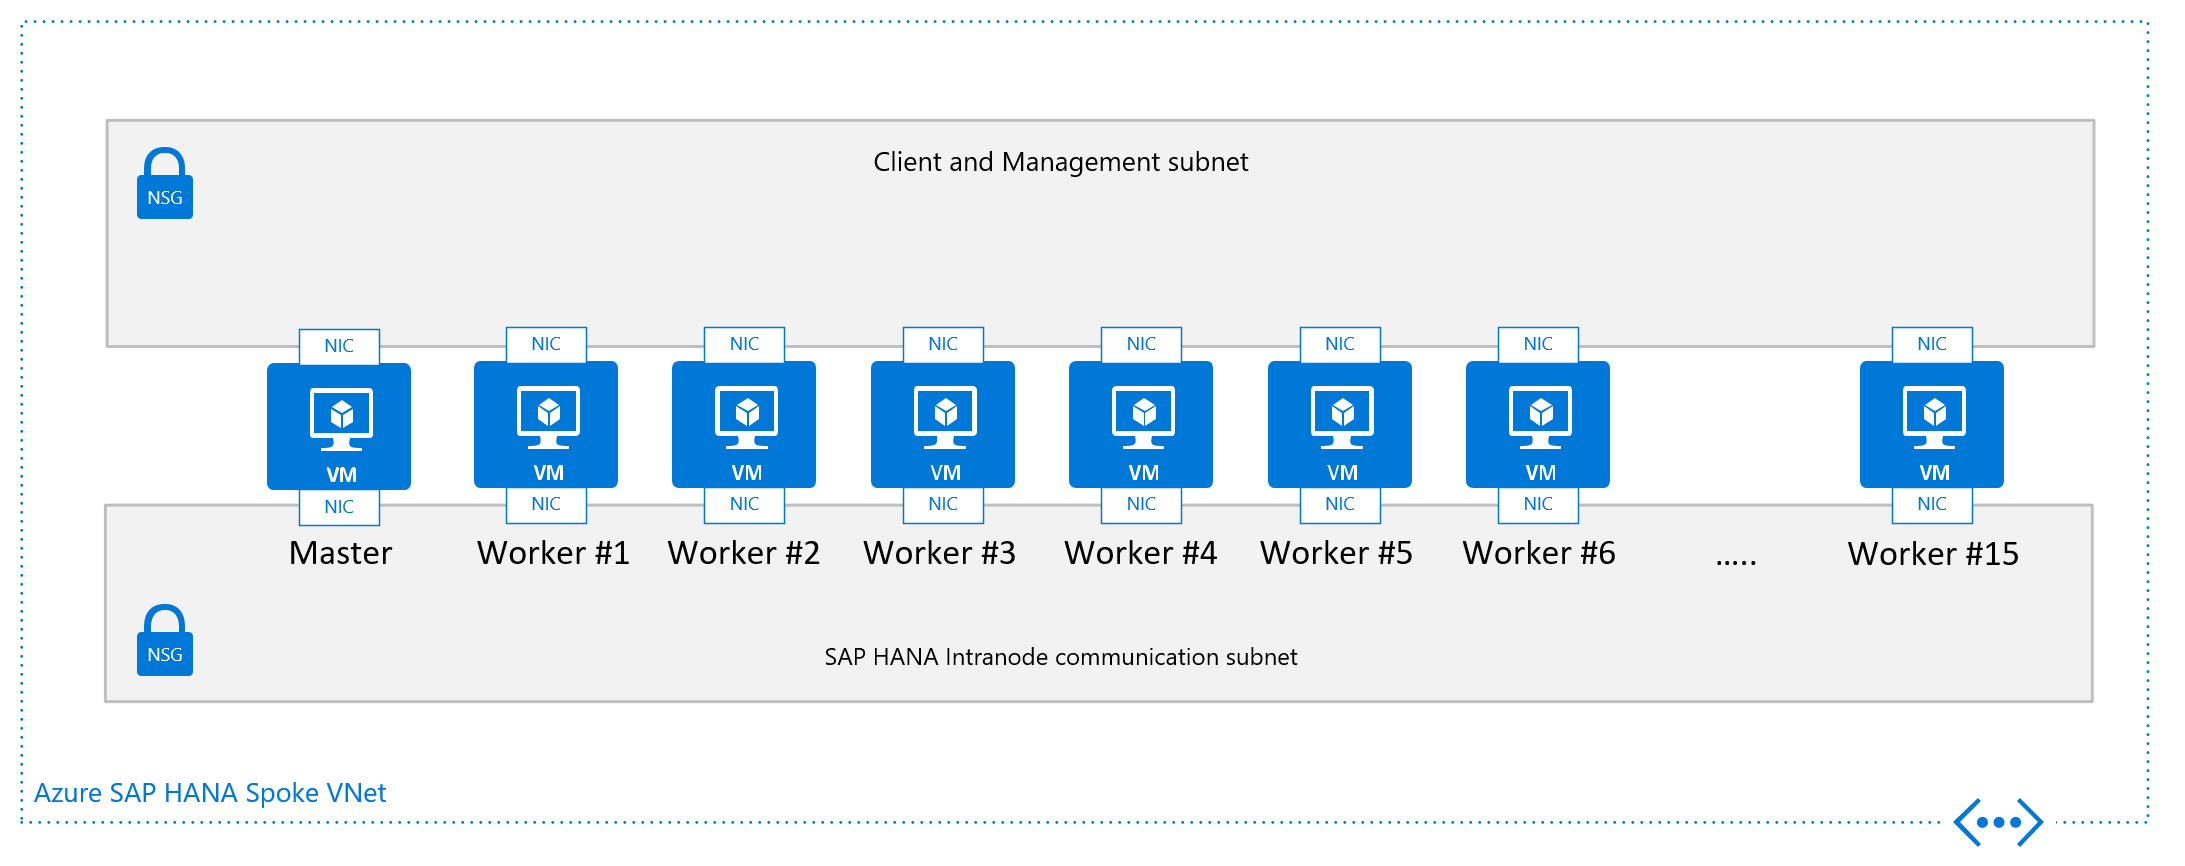 Client and Management subnet
NSG
NIC NIC NIC NIC NIC NIC NIC NIC
VM VM VM VM VM VM VM VM
NIC NIC NIC NIC NIC NIC NIC NIC
Master Worker #1 Worker #2 Worker #3 Worker #4 Worker #5 Worker #6 ..... Worker #15
NSG
SAP HANA Intranode communication subnet
Azure SAP HANA Spoke VNet